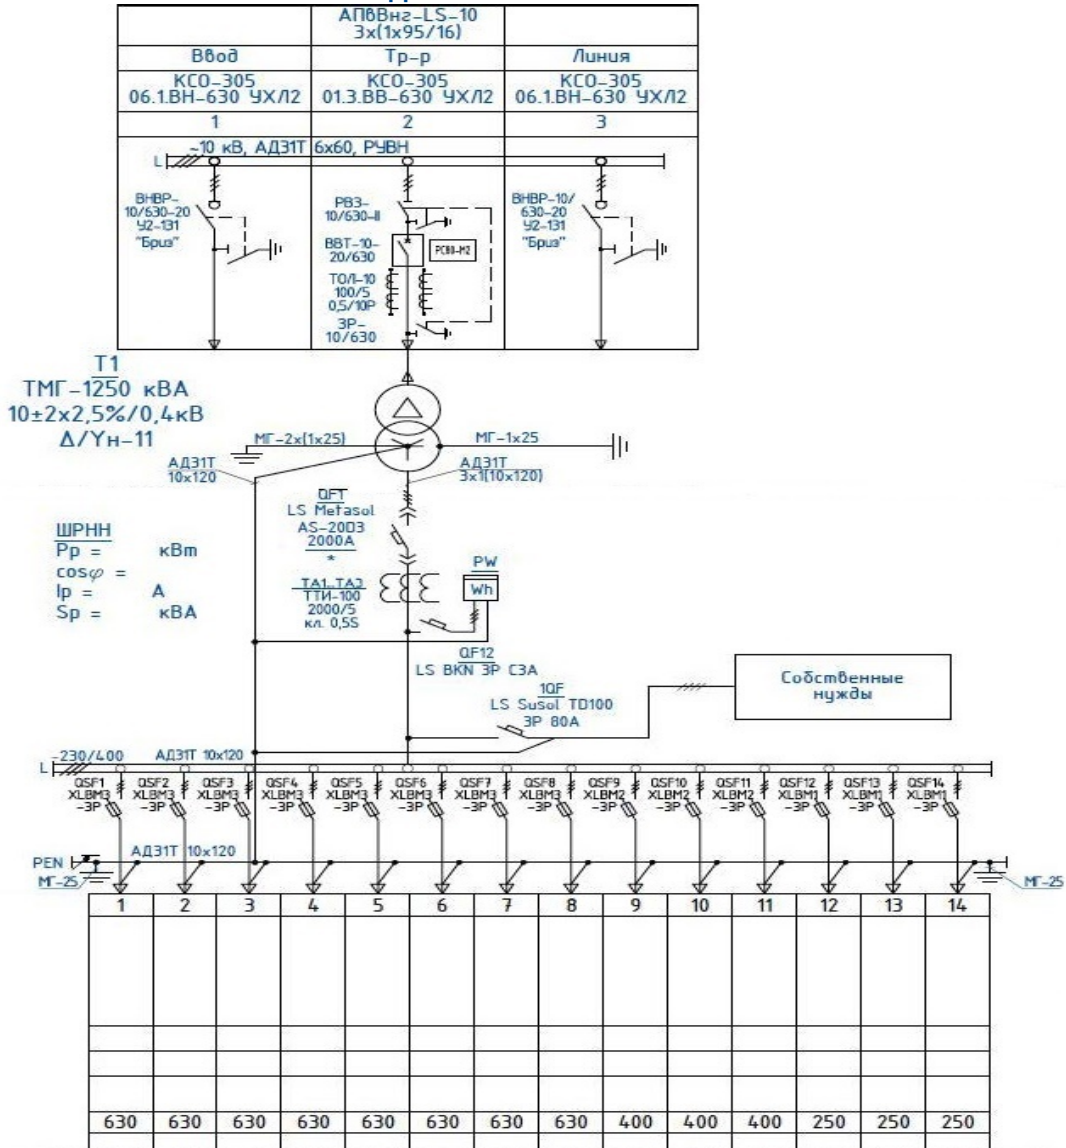 АПвВнг-LS-10
3х(1х95/16)
Ввод
Тр-р
Линия
КСО-305
06.1.ВН-630 УХЛ2
КСО-305
01.3.ВВ-630 УХЛ2
КСО-305
06.1.ВН-630 УХЛ2
1
2
3
~10 кВ, АД31Т 6х60, РУВН
L
ВНВР-
10/630-20
У2-131
"Бриз"
РВЗ-
10/630-II
ВВТ-10-
20/630
РС80-М2
ТОЛ-10
100/5
0,5/10Р
ЗР-
10/630
ВНВР-10/
630-20
У2-131
"Бриз"
Т1
ТМГ-1250 кВА
10±2х2,5%/0,4кВ
Δ/Yн-11
МГ-2х(1х25)
МГ-1х25
АД31Т
10х120
АД31Т
3х1(10х120)
QFT
LS Metasol
AS-20D3
2000А
*
ШРНН
Рр = кВт
cosφ =
Iр = А
Sр = кВА
ТА1..ТА3
ТТИ-100
2000/5
кл. 0,5S
PW
Wh
QF12
LS BKN 3P C3A
1QF
LS Susol TD100
3P 80A
Собственные
нужды
L
~230/400
АД31Т 10х120
QSF1
XLBM3
-3P
QSF2
XLBM3
-3P
QSF3
XLBM3
-3P
QSF4
XLBM3
-3P
QSF5
XLBM3
-3P
QSF6
XLBM3
-3P
QSF7
XLBM3
-3P
QSF8
XLBM3
-3P
QSF9
XLBM2
-3P
QSF10
XLBM2
-3P
QSF11
XLBM2
-3P
QSF12
XLBM1
-3P
QSF13
XLBM1
-3P
QSF14
XLBM1
-3P
PEN
АД31Т 10х120
МГ-25
МГ-25
1 2 3 4 5 6 7 8 9 10 11 12 13 14
630 630 630 630 630 630 630 630 400 400 400 250 250 250